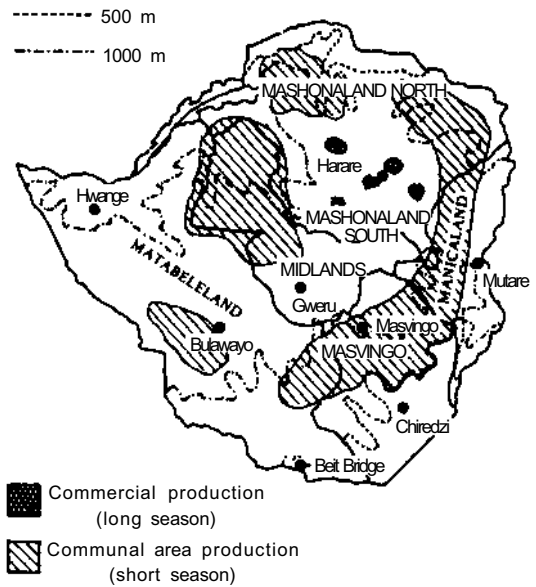 500 m
1000 m
MASHONALAND NORTH
Harare
Hwange
MASHONALAND
SOUTH
MATABELELAND
MANICALAND
MIDLANDS
Mutare
Gweru
Masvingo
Bulawayo
MASVINGO
Chiredzi
Beit Bridge
Commercial production
(long season)
Communal area production
(short season)